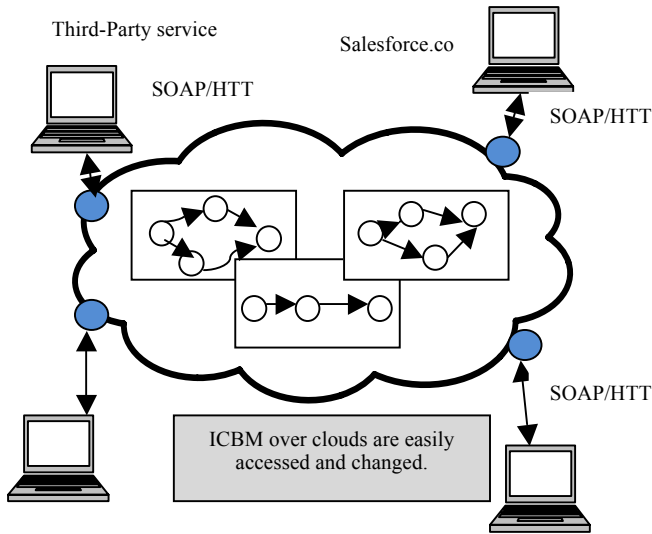 Third-Party service
Salesforce.co
SOAP/HTT
SOAP/HTT
SOAP/HTT
ICBM over clouds are easily
accessed and changed.